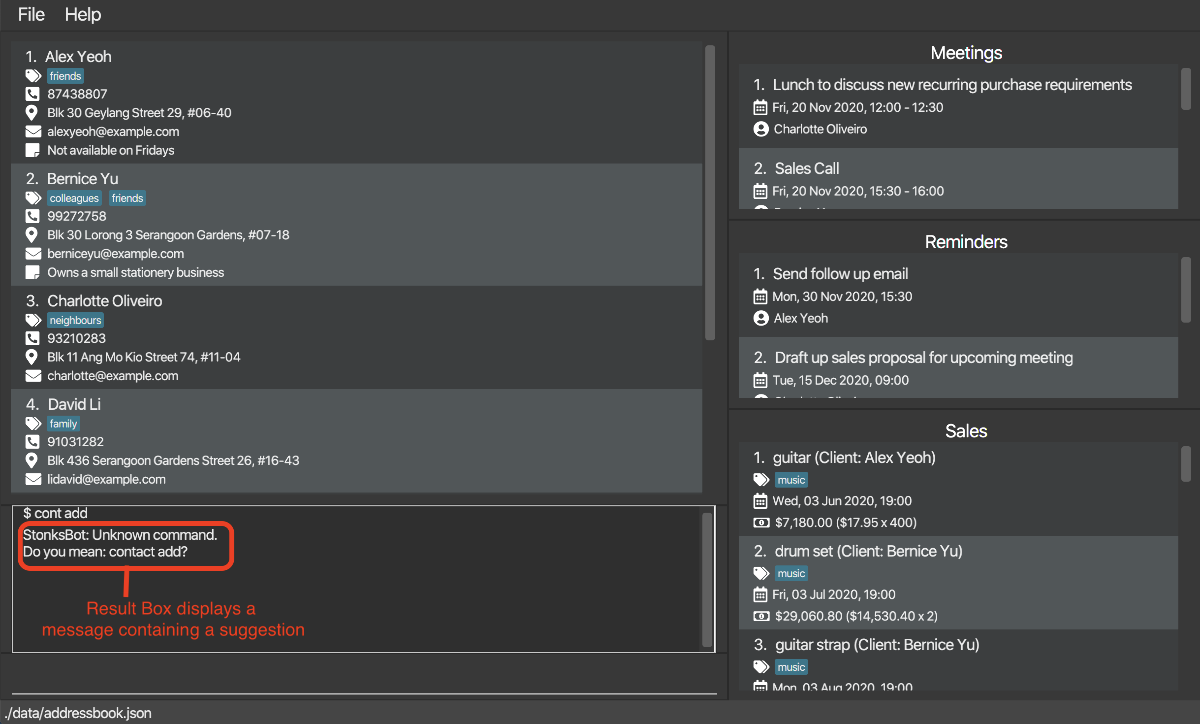 File Help
1. Alex Yeoh
friends
87438807
Blk 30 Geylang Street 29, #06-40
alexyeoh@example.com
Not available on Fridays
2. Bernice Yu
colleagues friends
99272758
Blk 30 Lorong 3 Serangoon Gardens, #07-18
berniceyu@example.com
Owns a small stationery business
3. Charlotte Oliveiro
neighbours
93210283
Blk 11 Ang Mo Kio Street 74, #11-04
charlotte@example.com
4. David Li
family
91031282
Blk 436 Serangoon Gardens Street 26, #16-43
lidavid@example.com
$ cont add
StonksBot: Unknown command.
Do you mean: contact add?
Result Box displays a
message containing a suggestion
./data/addressbook.json
Meetings
1. Lunch to discuss new recurring purchase requirements
Fri, 20 Nov 2020, 12:00 - 12:30
Charlotte Oliveiro
2. Sales Call
Fri, 20 Nov 2020, 15:30 - 16:00
Reminders
1. Send follow up email
Mon, 30 Nov 2020, 15:30
Alex Yeoh
2. Draft up sales proposal for upcoming meeting
Tue, 15 Dec 2020, 09:00
Sales
1. guitar (Client: Alex Yeoh)
music
Wed, 03 Jun 2020, 19:00
$7,180.00 ($17.95 x 400)
2. drum set (Client: Bernice Yu)
music
Fri, 03 Jul 2020, 19:00
$29,060.80 ($14,530.40 x 2)
3. guitar strap (Client: Bernice Yu)
music
Mon, 03 Aug 2020, 19:00